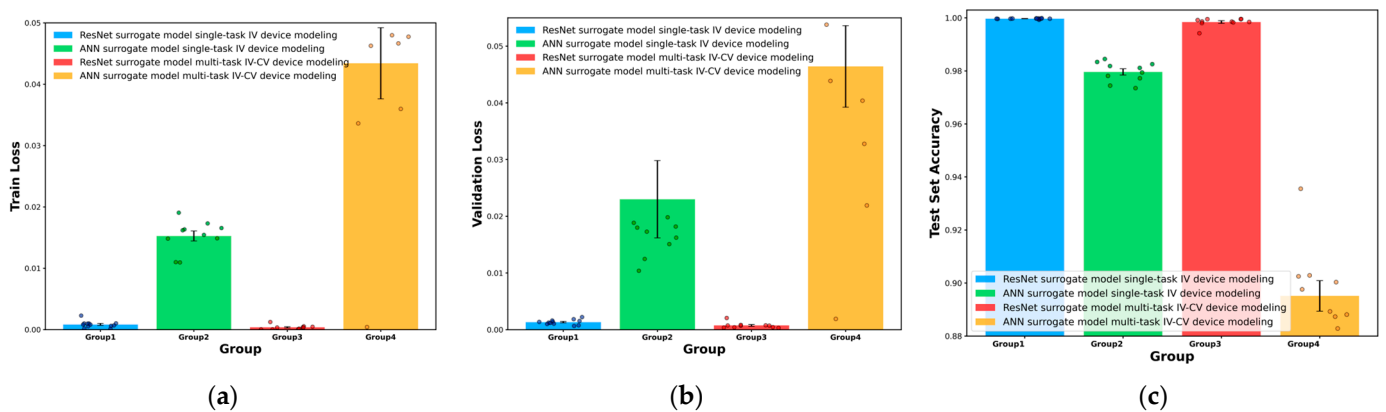 0.05
0.04
0.03
0.02
0.01
0.00
Train Loss
ResNet surrogate model single-task IV device modeling
ANN surrogate model single-task IV device modeling
ResNet surrogate model multi-task IV-CV device modeling
ANN surrogate model multi-task IV-CV device modeling
Group1 Group2 Group3 Group4
Group
(a)
0.05
0.04
0.03
0.02
0.01
0.00
Validation Loss
ResNet surrogate model single-task IV device modeling
ANN surrogate model single-task IV device modeling
ResNet surrogate model multi-task IV-CV device modeling
ANN surrogate model multi-task IV-CV device modeling
Group1 Group2 Group3 Group4
Group
(b)
1.00
0.98
0.96
0.94
0.92
0.90
0.88
Test Set Accuracy
ResNet surrogate model single-task IV device modeling
ANN surrogate model single-task IV device modeling
ResNet surrogate model multi-task IV-CV device modeling
ANN surrogate model multi-task IV-CV device modeling
Group1 Group2 Group3 Group4
Group
(c)